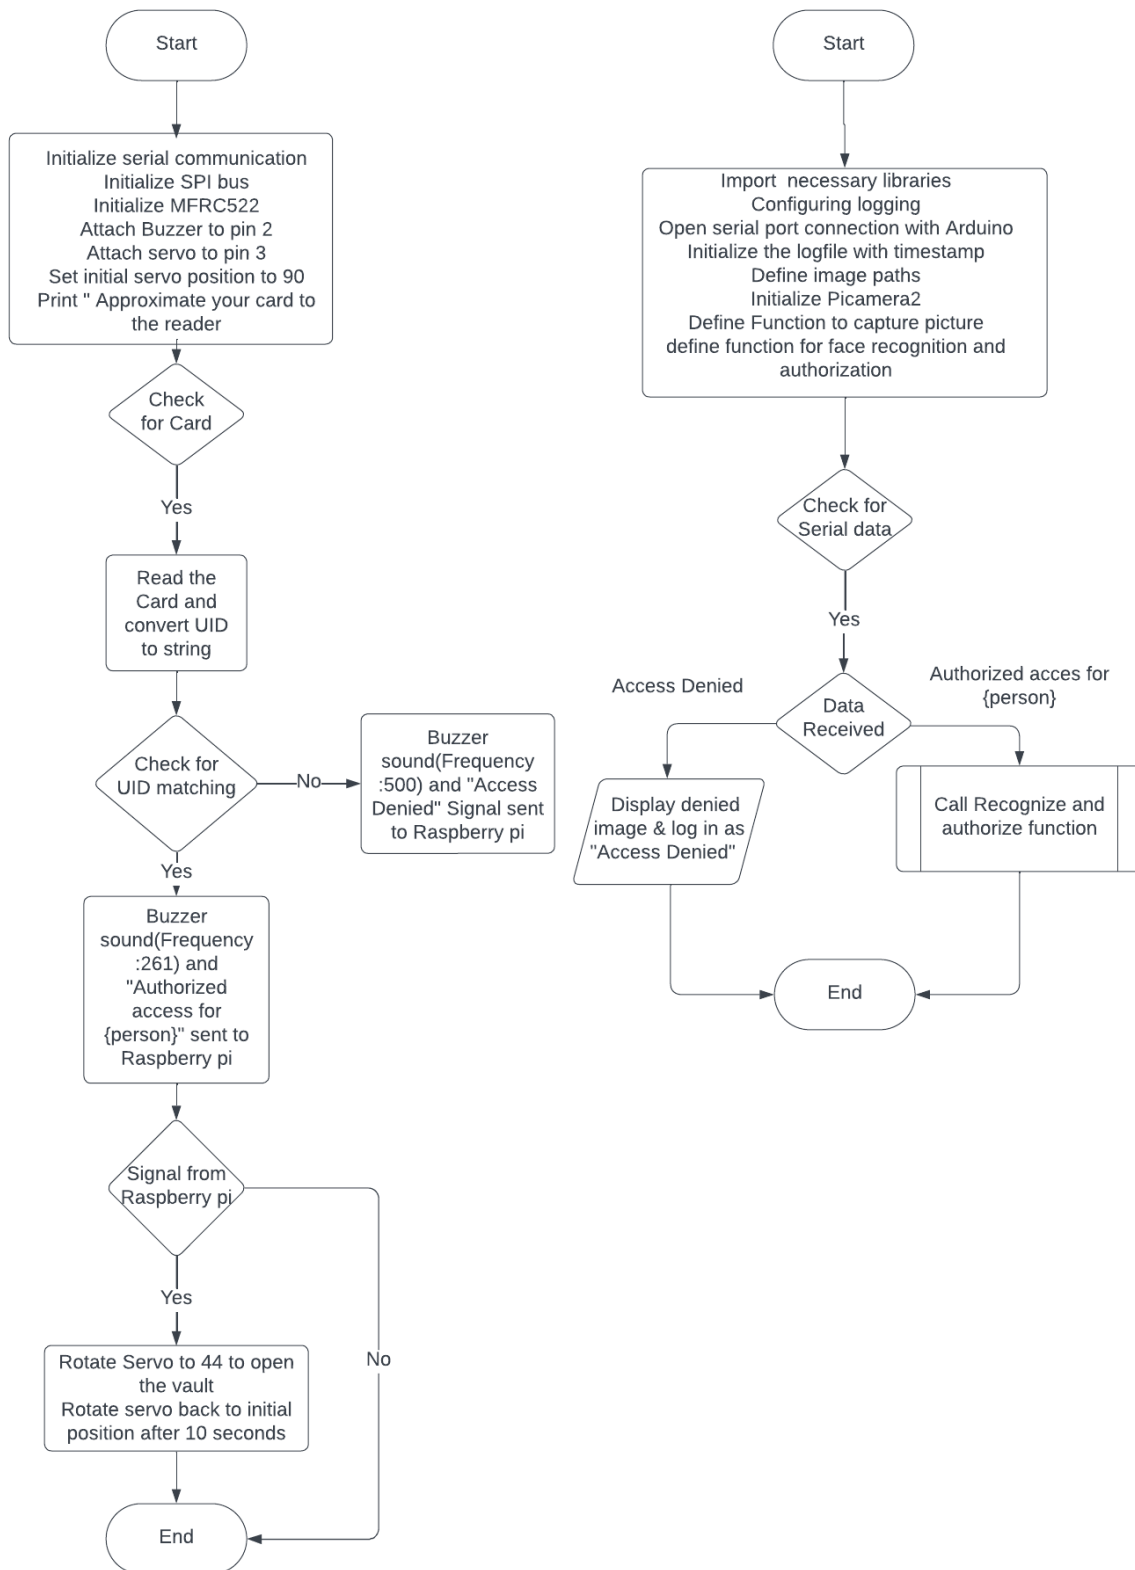 Start
Initialize serial communication
Initialize SPI bus
Initialize MFRC522
Attach Buzzer to pin 2
Attach servo to pin 3
Set initial servo position to 90
Print " Approximate your card to
the reader
Check
for Card
Yes
Read the
Card and
convert UID
to string
Check for
UID matching
No
Buzzer
sound(Frequency
:500) and "Access
Denied" Signal sent
to Raspberry pi
Yes
Buzzer
sound(Frequency
:261) and
"Authorized
access for
{person}" sent to
Raspberry pi
Signal from
Raspberry pi
Yes
No
Rotate Servo to 44 to open
the vault
Rotate servo back to initial
position after 10 seconds
End
Start
Import  necessary libraries
Configuring logging
Open serial port connection with Arduino
Initialize the logfile with timestamp
Define image paths
Initialize Picamera2
Define Function to capture picture
define function for face recognition and
authorization
Check for
Serial data
Yes
Data
Received
Access Denied
Authorized acces for
{person}
Display denied
image & log in as
"Access Denied"
Call Recognize and
authorize function
End